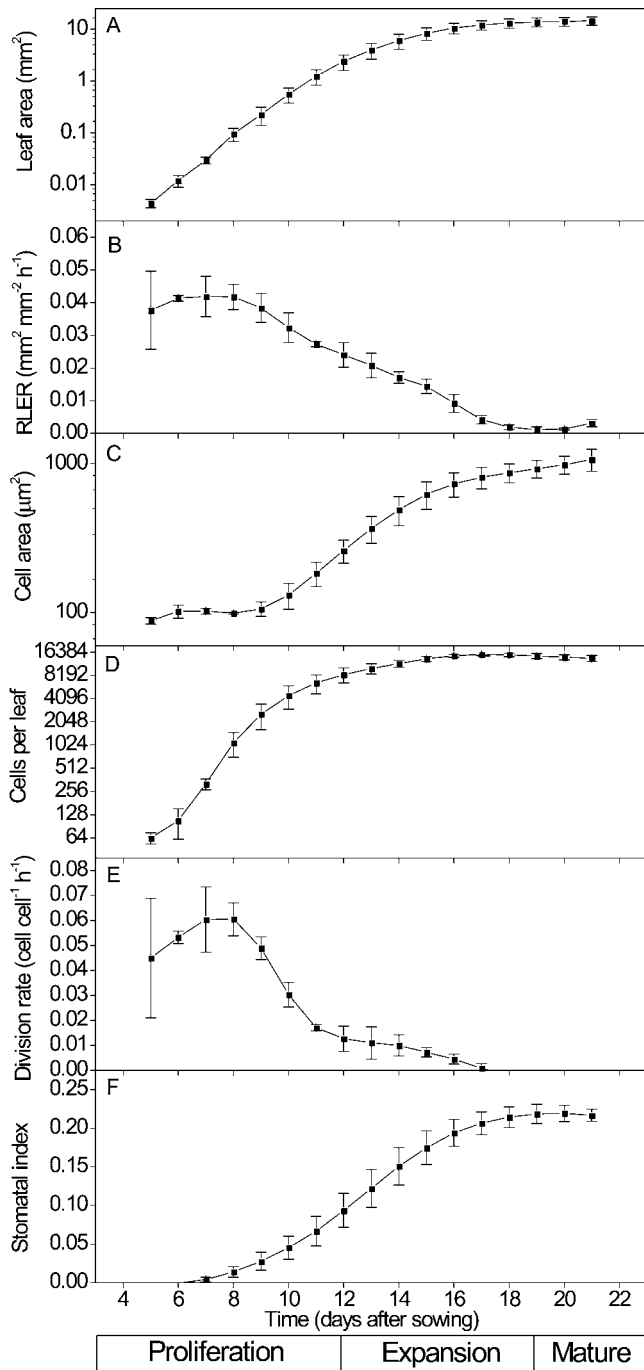 A
Leaf area (mm²)
10
1
0.1
0.01
B
RLER (mm² mm⁻² h⁻¹)
0.06
0.05
0.04
0.03
0.02
0.01
0.00
C
Cell area (µm²)
1000
100
D
Cells per leaf
16384
8192
4096
2048
1024
512
256
128
64
E
Division rate (cell cell⁻¹ h⁻¹)
0.08
0.07
0.06
0.05
0.04
0.03
0.02
0.01
0.00
F
Stomatal index
0.25
0.20
0.15
0.10
0.05
0.00
4 6 8 10 12 14 16 18 20 22
Time (days after sowing)
Proliferation Expansion Mature